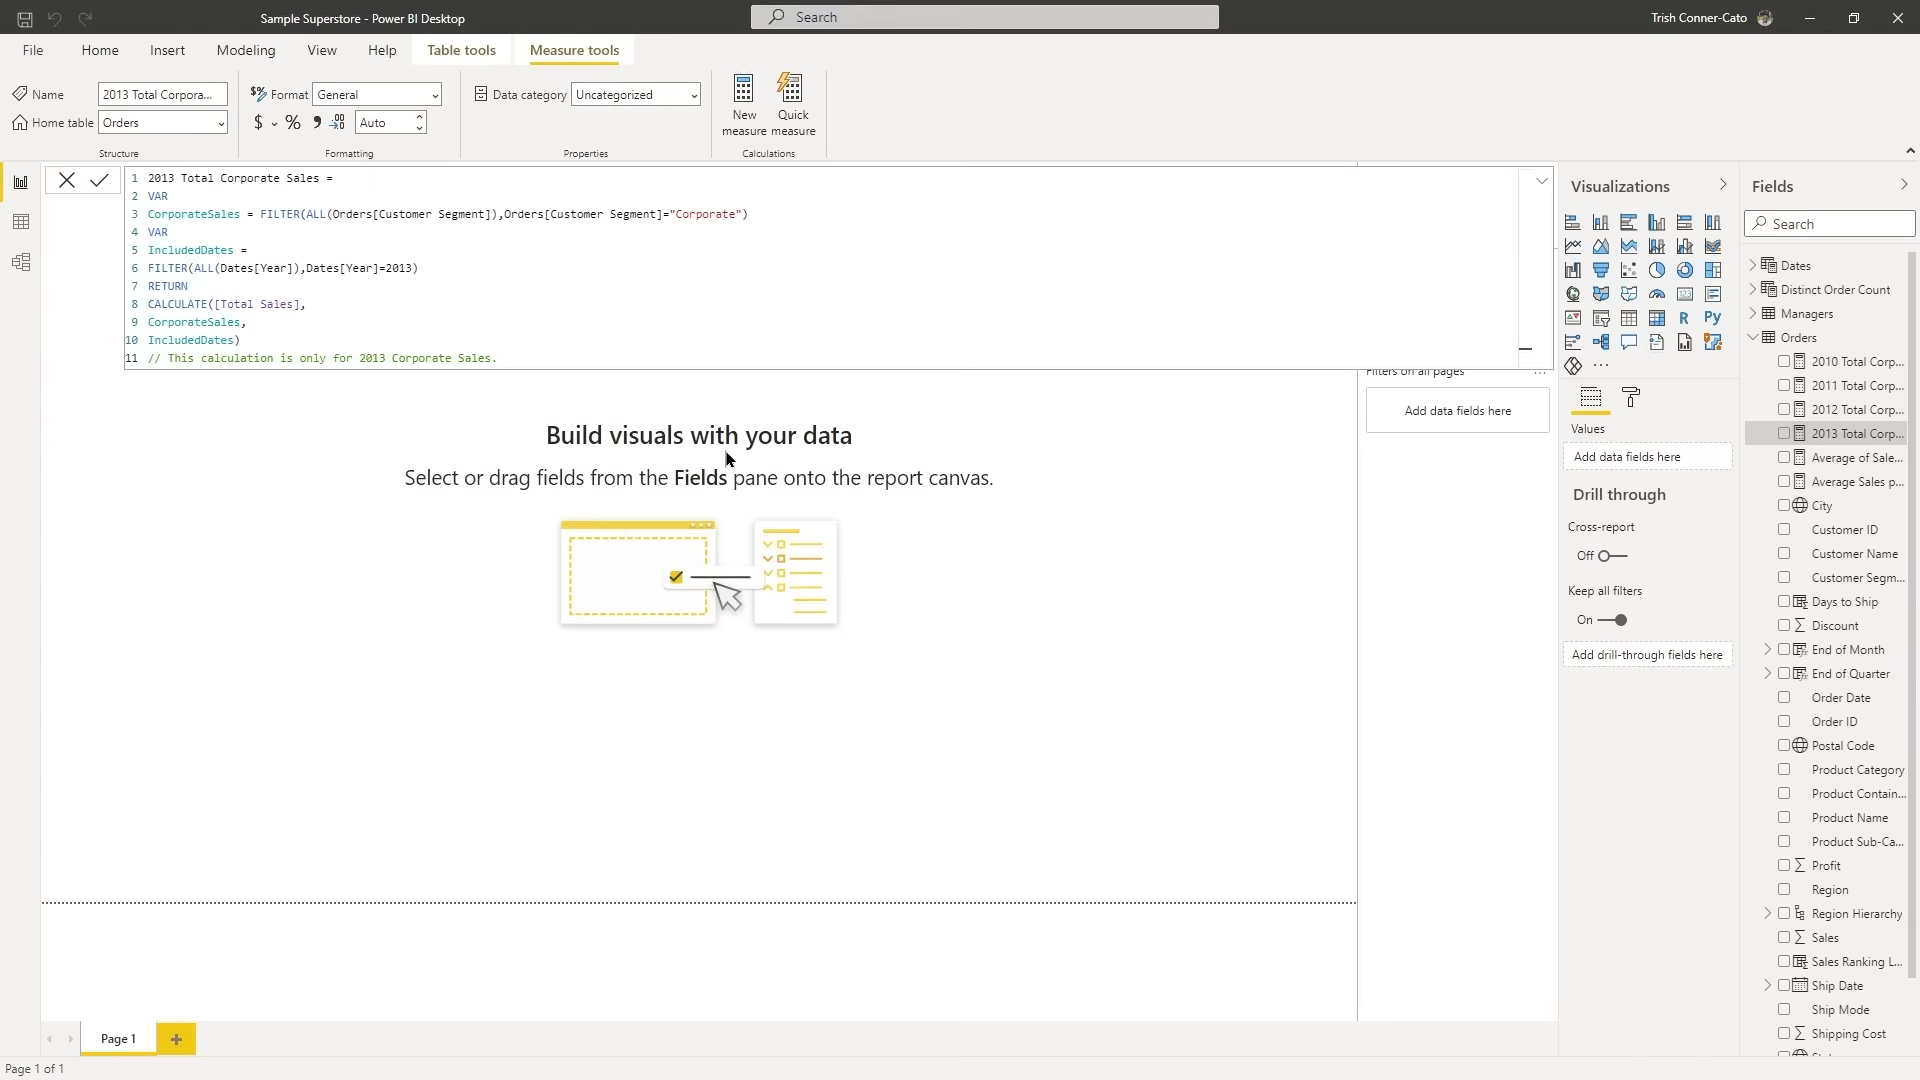 Sample Superstore - Power BI Desktop
Search
Trish Conner-Cato
File
Home
Insert
Modeling
View
Help
Table tools
Measure tools
Name
2013 Total Corpora...
Home table
Orders
Structure
$% Format
General
$ % 9
Auto
Formatting
Data category
Uncategorized
Properties
New
measure
Quick
measure
Calculations
1 2013 Total Corporate Sales =
2 VAR
3 CorporateSales = FILTER(ALL(Orders[Customer Segment]),Orders[Customer Segment]="Corporate")
4 VAR
5 IncludedDates =
6 FILTER(ALL(Dates[Year]),Dates[Year]=2013)
7 RETURN
8 CALCULATE([Total Sales],
9 CorporateSales,
10 IncludedDates)
11 // This calculation is only for 2013 Corporate Sales.
Build visuals with your data
Select or drag fields from the Fields pane onto the report canvas.
Filters on all pages
...
Add data fields here
Visualizations
123
R
Py
...
Values
Add data fields here
Drill through
Cross-report
Off
Keep all filters
On
Add drill-through fields here
Fields
Search
Dates
Distinct Order Count
Managers
Orders
2010 Total Corp...
2011 Total Corp...
2012 Total Corp...
2013 Total Corp...
Average of Sale...
Average Sales p...
City
Customer ID
Customer Name
Customer Segm...
Days to Ship
Discount
End of Month
End of Quarter
Order Date
Order ID
Postal Code
Product Category
Product Contain...
Product Name
Product Sub-Ca...
Profit
Region
Region Hierarchy
Sales
Sales Ranking L...
Ship Date
Ship Mode
Shipping Cost
Page 1
+
Page 1 of 1